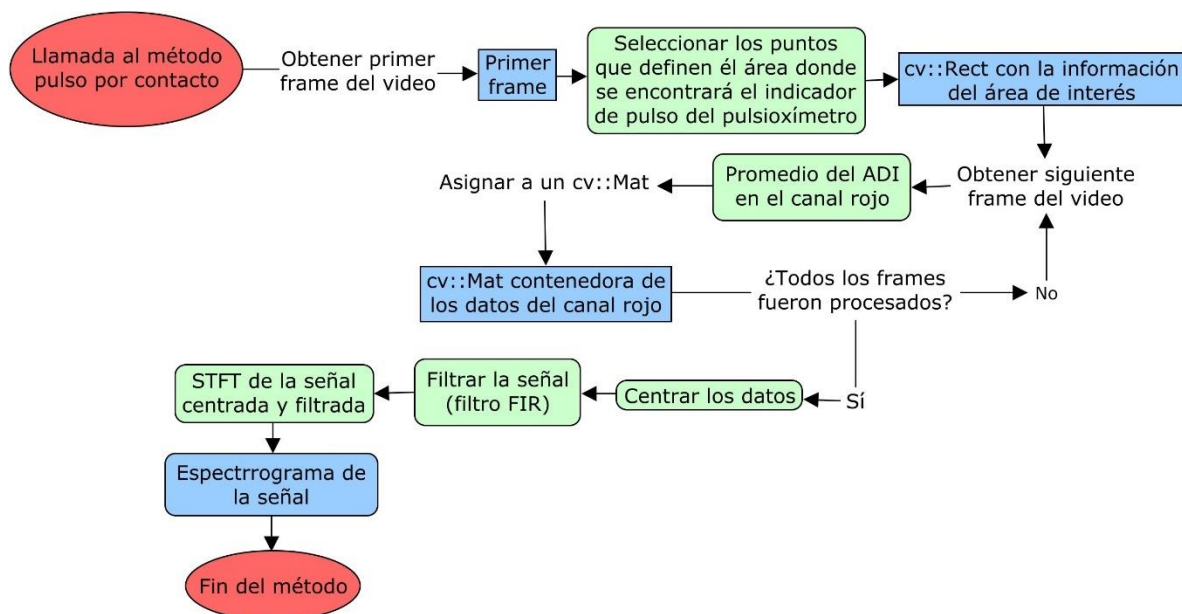 Llamada al método
pulso por contacto
Obtener primer
frame del video
Primer
frame
Seleccionar los puntos
que definen él área donde
se encontrará el indicador
de pulso del pulsioxímetro
cv::Rect con la información
del área de interés
Obtener siguiente
frame del video
Promedio del ADI
en el canal rojo
Asignar a un cv::Mat
cv::Mat contenedora de
los datos del canal rojo
¿Todos los frames
fueron procesados?
No
Sí
Centrar los datos
Filtrar la señal
(filtro FIR)
STFT de la señal
centrada y filtrada
Espectrrograma de
la señal
Fin del método